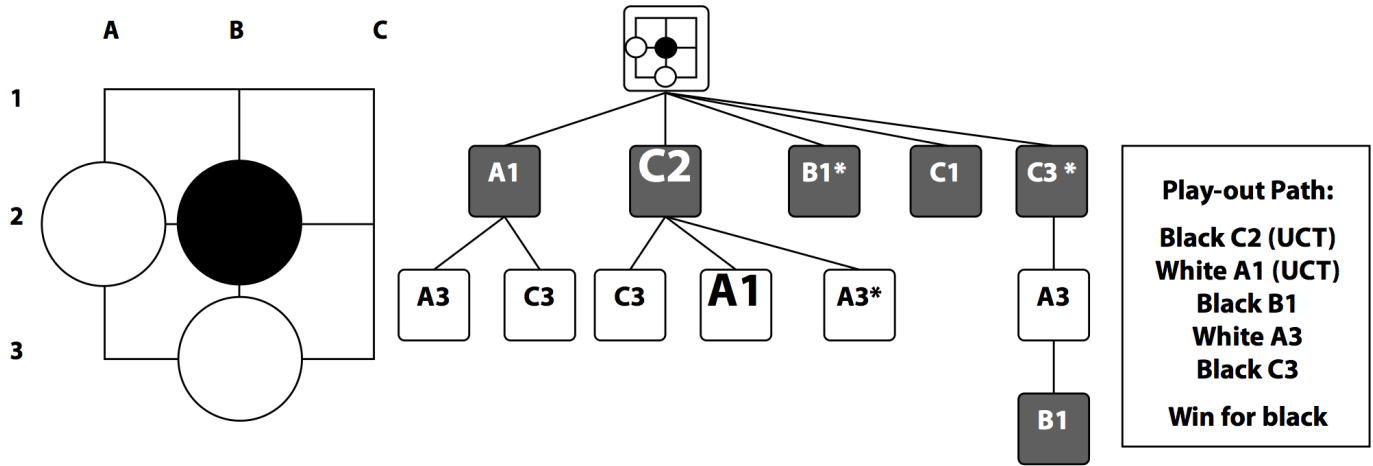 A B C
1
2
3
A1 C2 B1* C1 C3 *
A3 C3 C3 A1 A3* A3
B1
Play-out Path:
Black C2 (UCT)
White A1 (UCT)
Black B1
White A3
Black C3
Win for black